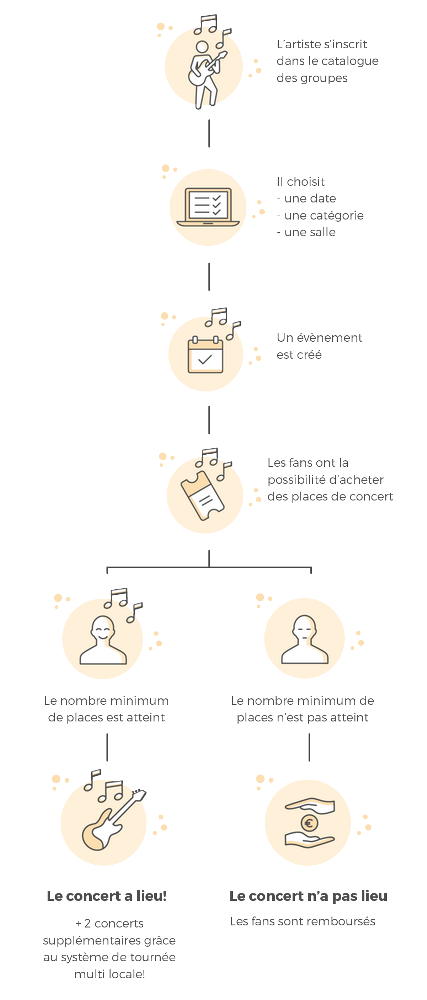 L'artiste s'inscrit
dans le catalogue
des groupes
Il choîsit
- une date
- une catégorie
- une salle
Un évènement
est créé
Les fans ont la
possibilité d'acheter
des places de concert
Le nombre minimum
de places est atteint
Le nombre minimum de
places n'est pas atteint
€
Le concert a lieu!
+ 2 concerts
supplémentaires grâce
au système de tournée
multi locale!
Le concert n'a pas lieu
Les fans sont remboursés